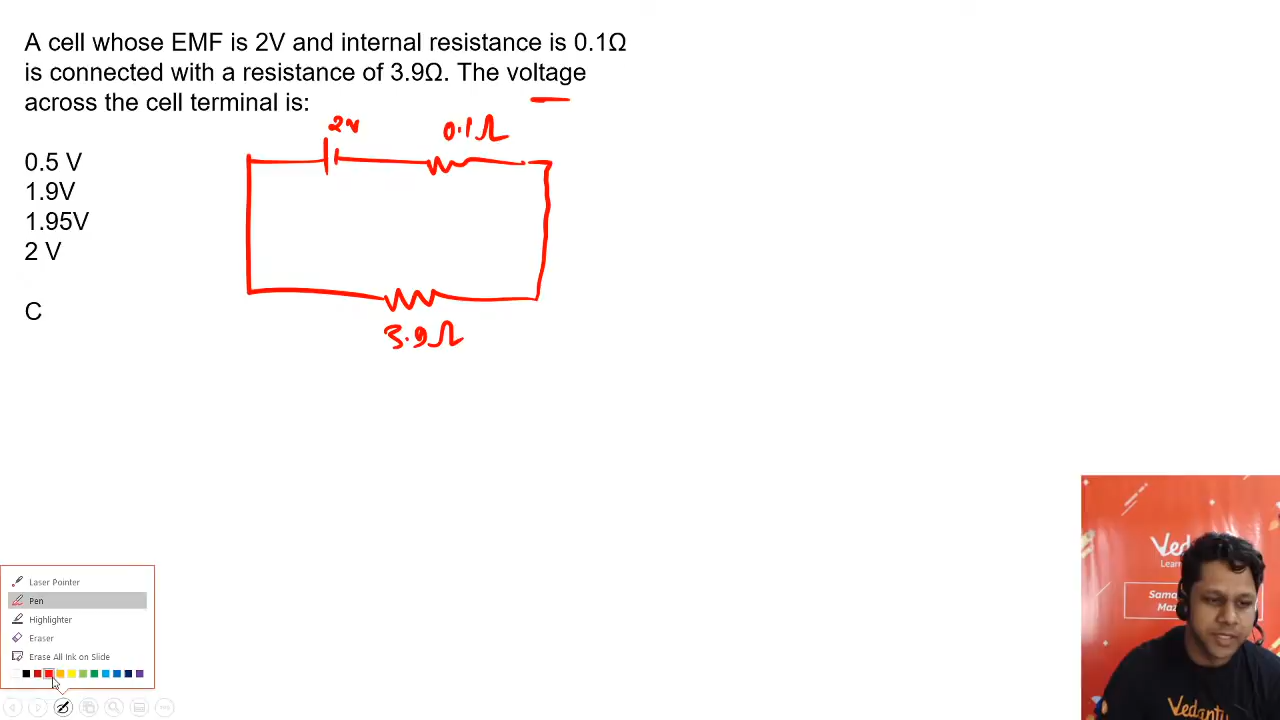 A cell whose EMF is 2V and internal resistance is 0.1Ω
is connected with a resistance of 3.9Ω. The voltage
across the cell terminal is:
2v
0.1Ω
0.5 V
1.9V
1.95V
2 V
C
3.9Ω
Laser Pointer
Pen
Highlighter
Eraser
Erase All Ink on Slide
Learn
Vedantu